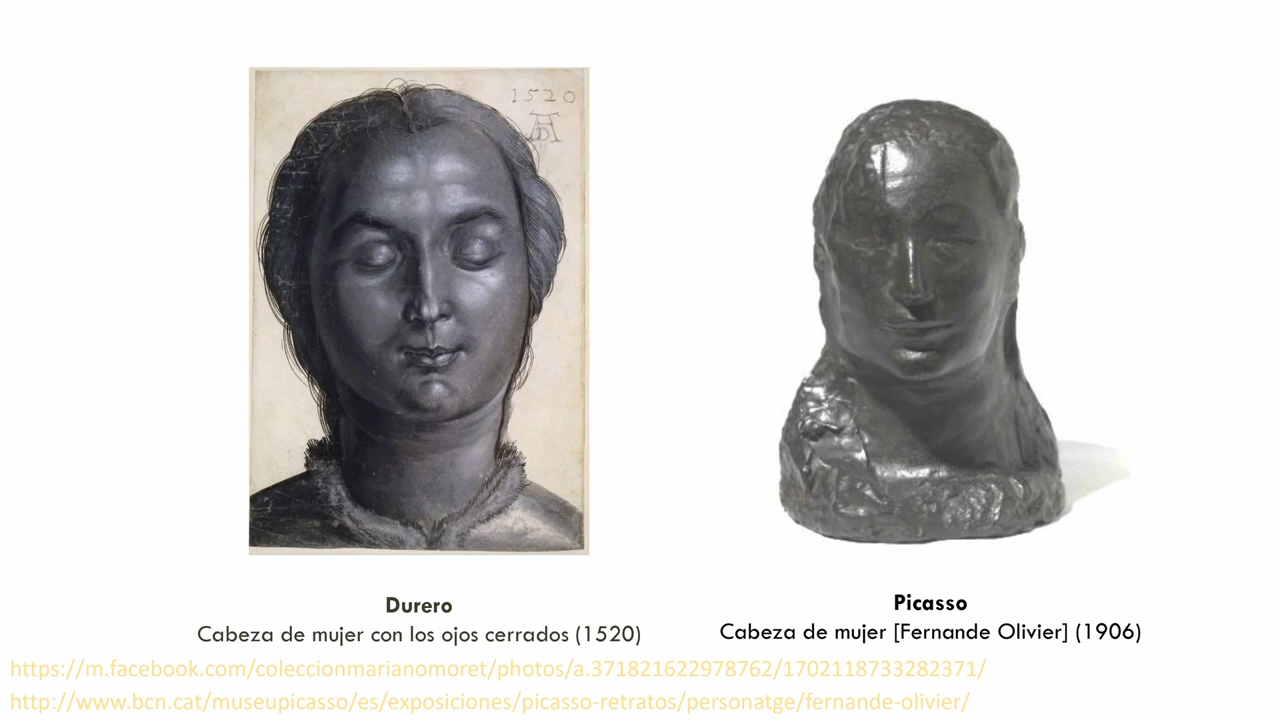 1520
AD
Durero
Cabeza de mujer con los ojos cerrados (1520)
Picasso
Cabeza de mujer [Fernande Olivier] (1906)
https://m.facebook.com/coleccionmarianomoret/photos/a.371821622978762/1702118733282371/
http://www.bcn.cat/museupicasso/es/exposiciones/picasso-retratos/personatge/fernande-olivier/